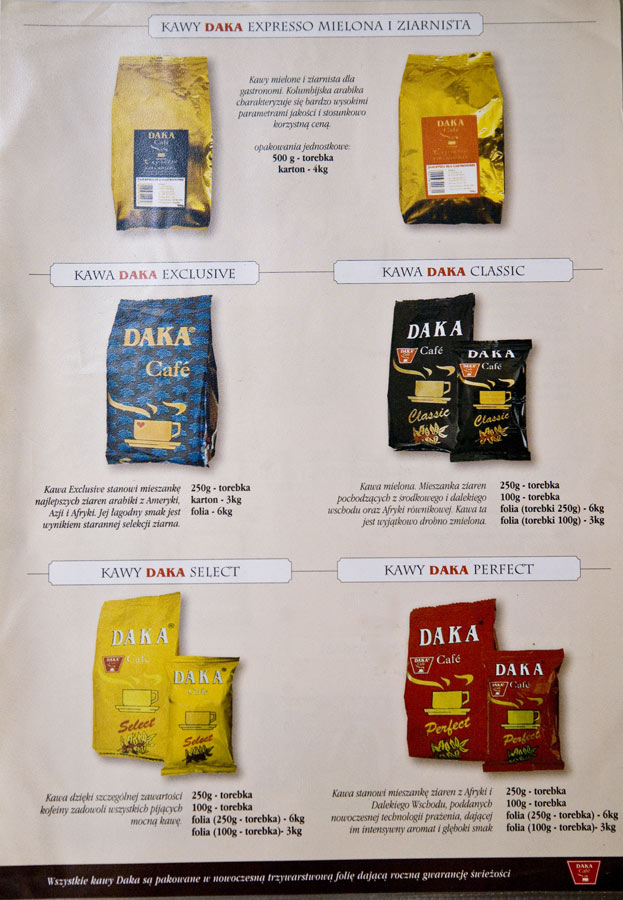 KAWY DAKA EXPRESSO MIELONA I ZIARNISTA
DAKA
Café
Kawy mielone i ziarnista dla
gastronomi. Kolumbijska arabika
charakteryzuje się bardzo wysokimi
parametrami jakości i stosunkowo
korzystną ceną.
opakowania jednostkowe:
500 g - torebka
karton - 4kg
DAKA
Café
KAWA DAKA EXCLUSIVE
DAKA®
Café
Kawa Exclusive stanowi mieszankę
najlepszych ziaren arabiki z Ameryki,
Azji i Afryki. Jej łagodny smak jest
wynikiem starannej selekcji ziarna.
250g - torebka
karton - 3kg
folia - 6kg
KAWA DAKA CLASSIC
DAKA
Café
Classic
DAKA
Café
Classic
Kawa mielona. Mieszanka ziaren
pochodzących z środkowego i dalekiego
wschodu oraz Afryki równikowej. Kawa ta
jest wyjątkowo drobno zmielona.
250g - torebka
100g - torebka
folia (torebki 250g) - 6kg
folia (torebki 100g) - 3kg
KAWY DAKA SELECT
DAKA®
Café
Select
DAKA
Select
Kawa dzięki szczególnej zawartości
kofeiny zadowoli wszystkich pijących
mocną kawę.
250g - torebka
100g - torebka
folia (250g - torebka) - 6kg
folia (100g - torebka)- 3kg
KAWY DAKA PERFECT
DAKA®
Café
Perfect
DAKA
Café
Perfect
Kawa stanowi mieszankę ziaren z Afryki i
Dalekiego Wschodu, poddanych
nowoczesnej technologii prażenia, dającej
im intensywny aromat i głęboki smak
250g - torebka
100g - torebka
folia (250g - torebka) - 6kg
folia (100g - torebka)- 3kg
Wszystkie kawy Daka są pakowane w nowoczesną trzywarstwową folię dającą roczną gwarancję świeżości
DAKA
Café